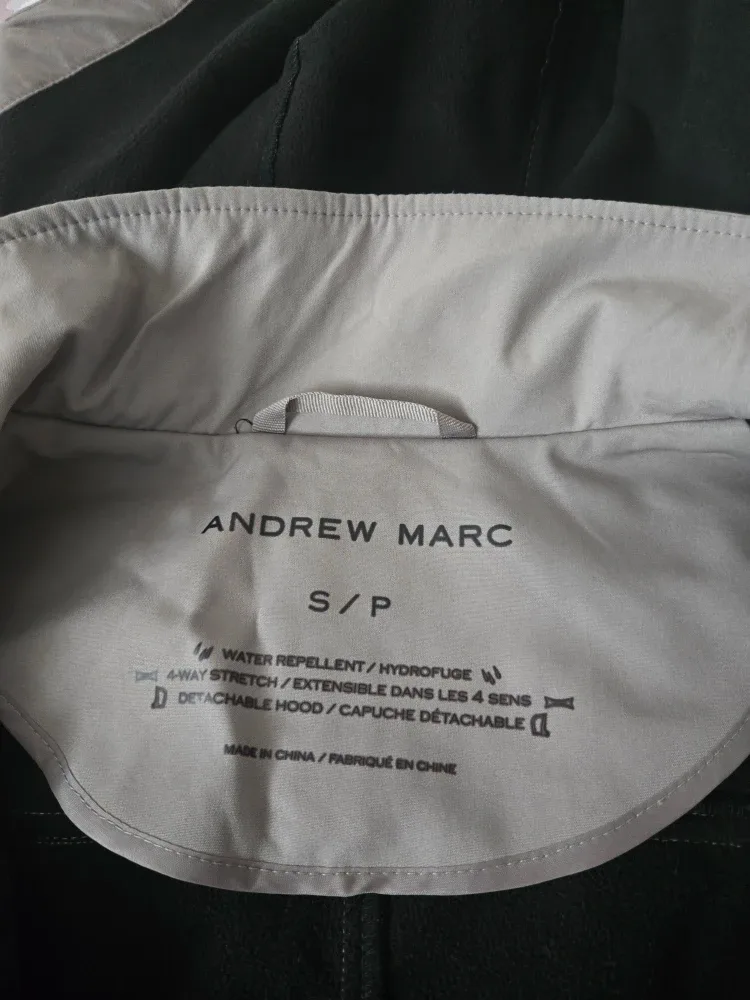 ANDREW MARC
S / P
WATER REPELLENT / HYDROFUGE
4-WAY STRETCH / EXTENSIBLE DANS LES 4 SENS
DETACHABLE HOOD / CAPUCHE DÉTACHABLE
MADE IN CHINA / FABRIQUÉ EN CHINE